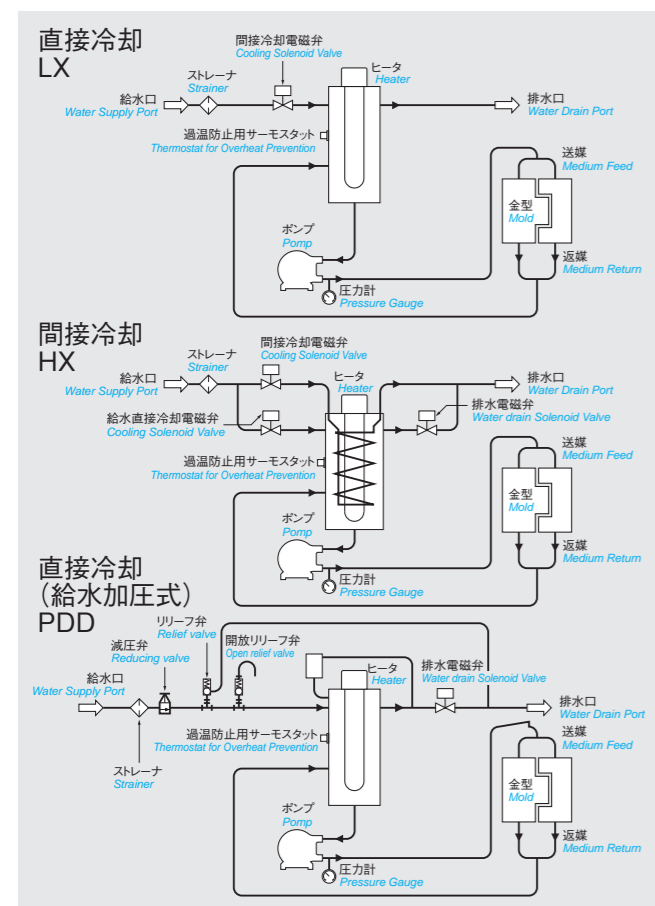 直接冷却
LX
間接冷却電磁弁
Cooling Solenoid Valve
ヒータ
Heater
ストレーナ
Strainer
給水口
Water Supply Port
排水口
Water Drain Port
過温防止用サーモスタット
Thermostat for Overheat Prevention
送媒
Medium Feed
金型
Mold
ポンプ
Pomp
返媒
Medium Return
圧力計
Pressure Gauge
間接冷却
HX
間接冷却電磁弁
Cooling Solenoid Valve
ストレーナ
Strainer
ヒータ
Heater
給水口
Water Supply Port
排水口
Water Drain Port
給水直接冷却電磁弁
Cooling Solenoid Valve
排水電磁弁
Water drain Solenoid Valve
送媒
Medium Feed
過温防止用サーモスタット
Thermostat for Overheat Prevention
金型
Mold
ポンプ
Pomp
返媒
Medium Return
圧力計
Pressure Gauge
直接冷却
（給水加圧式）
PDD
リリーフ弁
Relief valve
減圧弁
Reducing valve
開放リリーフ弁
Open relief valve
ヒータ
Heater
排水電磁弁
Water drain Solenoid Valve
給水口
Water Supply Port
排水口
Water Drain Port
過温防止用サーモスタット
Thermostat for Overheat Prevention
送媒
Medium Feed
ストレーナ
Strainer
金型
Mold
ポンプ
Pomp
返媒
Medium Return
圧力計
Pressure Gauge